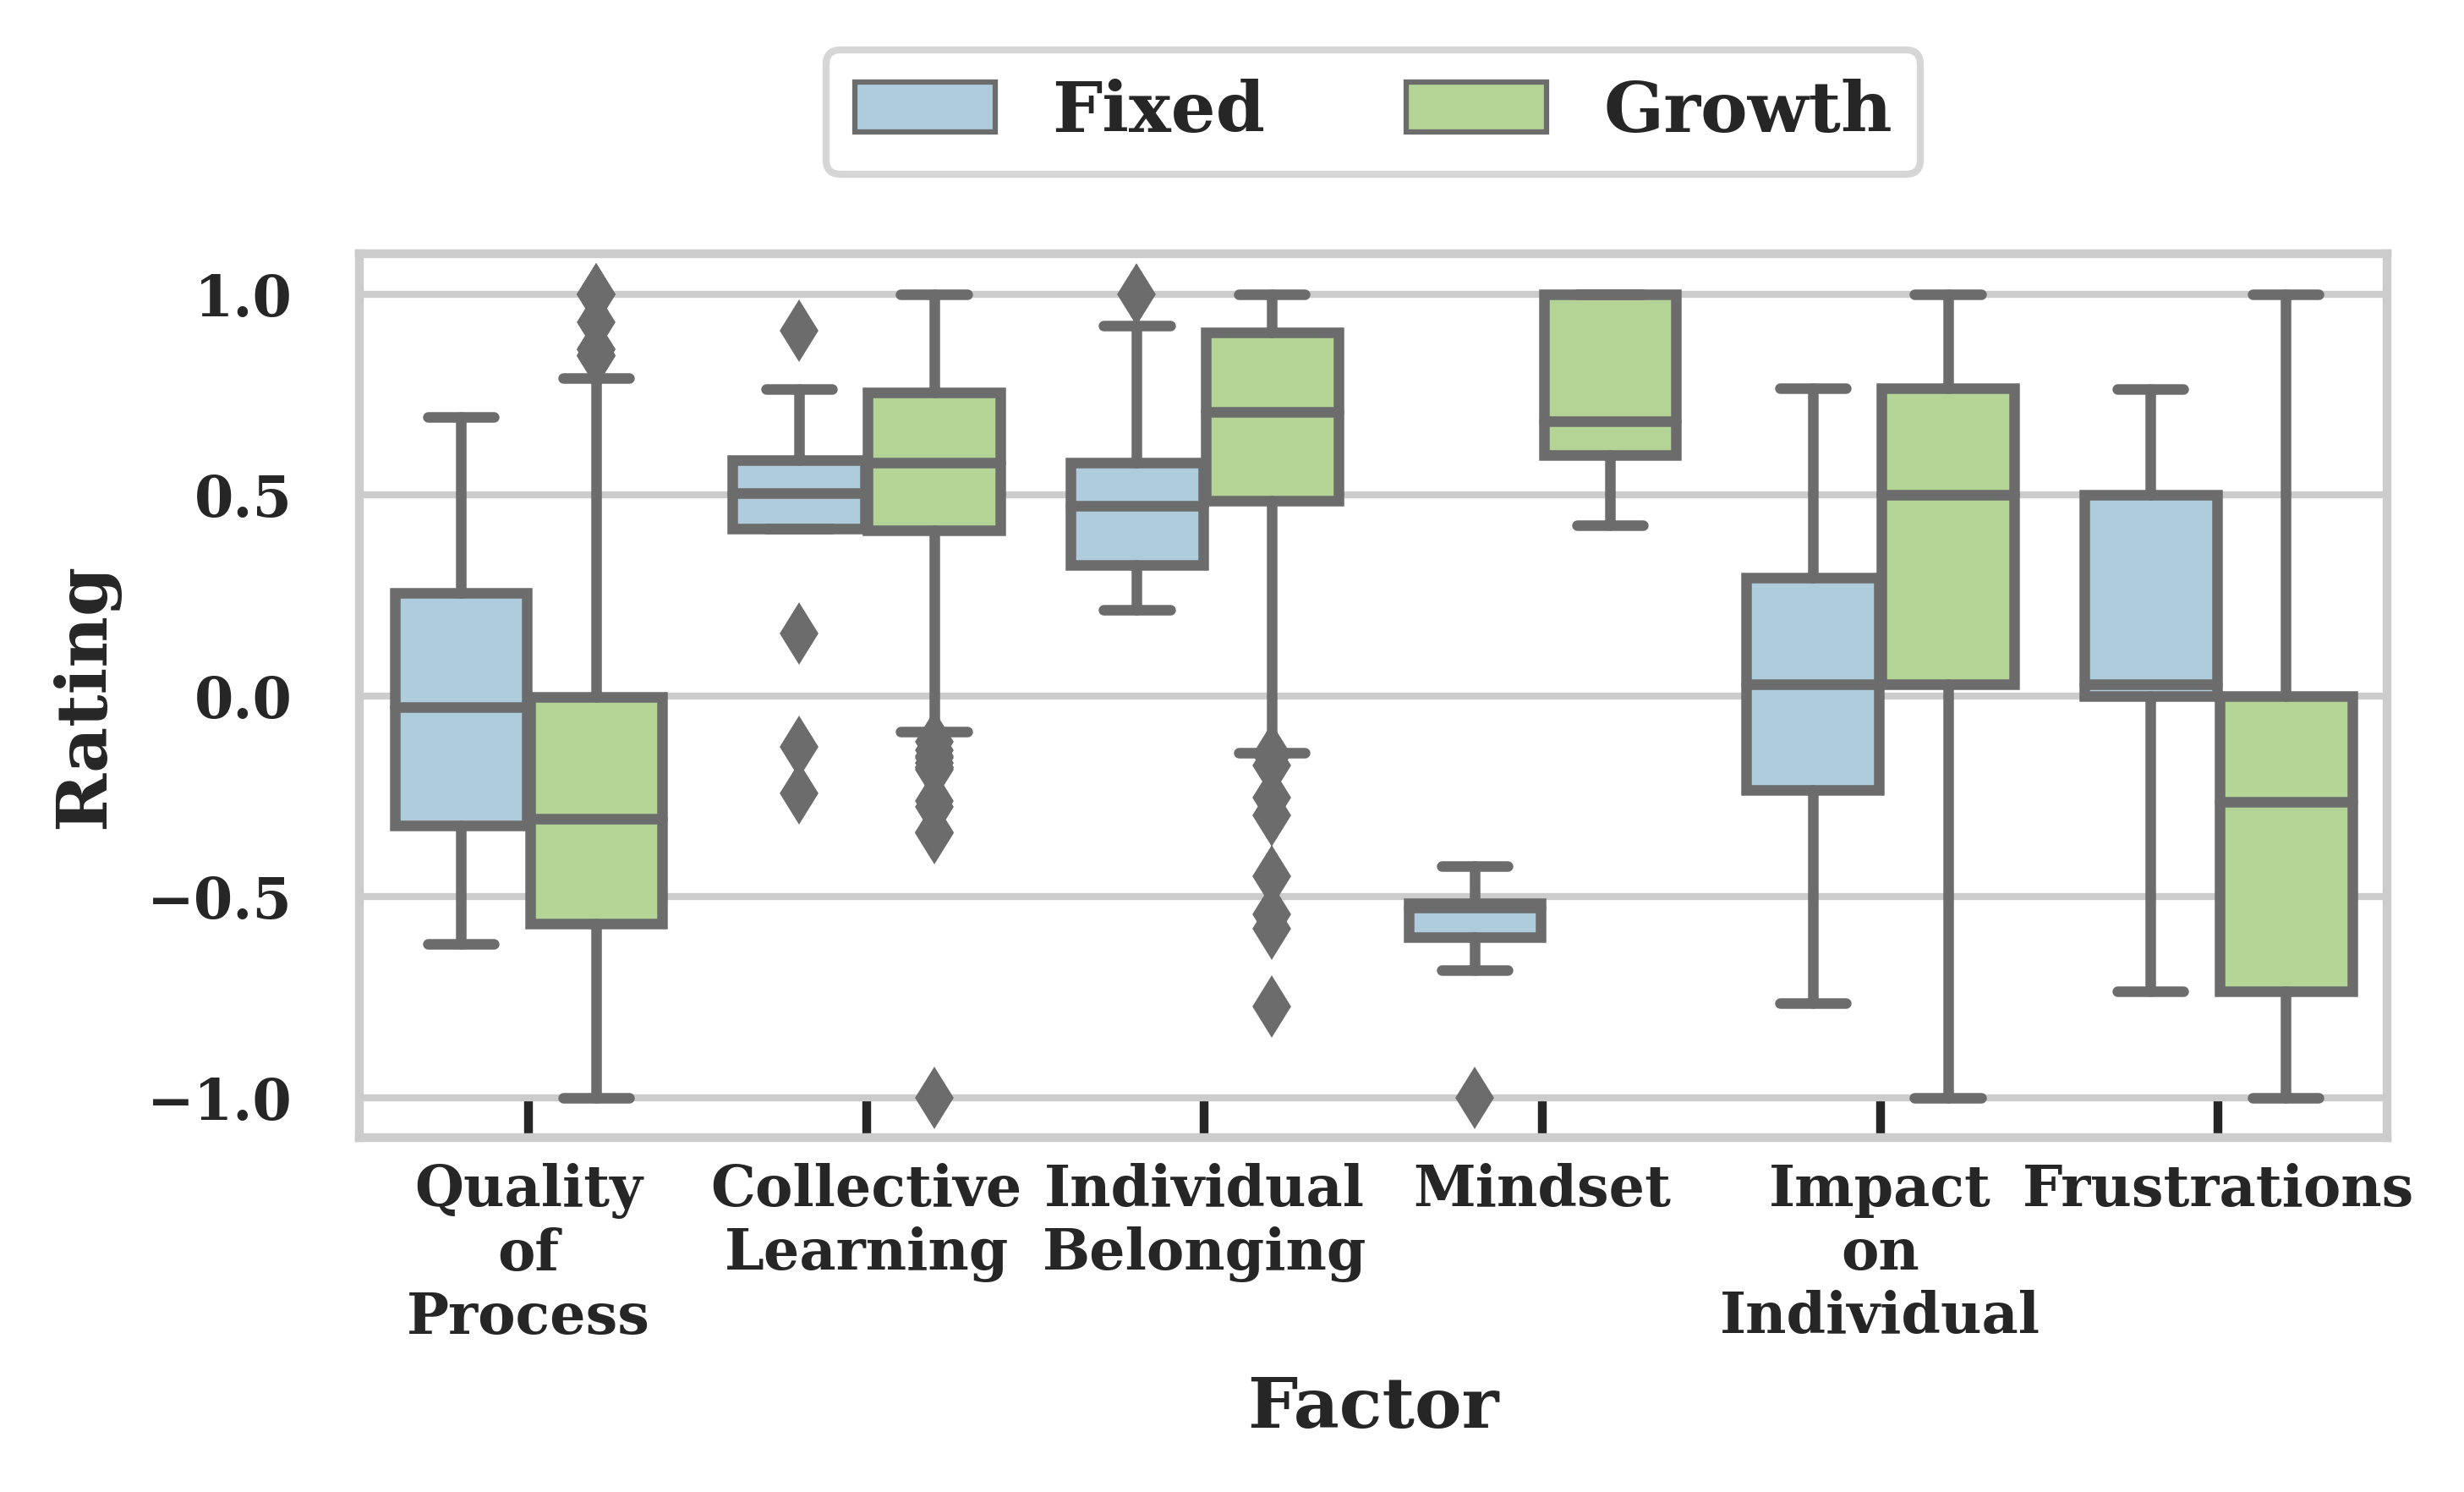 Fixed Growth
1.0
0.5
0.0
−0.5
−1.0
Rating
Quality
of
Process
Collective
Learning
Individual
Belonging
Mindset
Impact
on
Individual
Frustrations
Factor